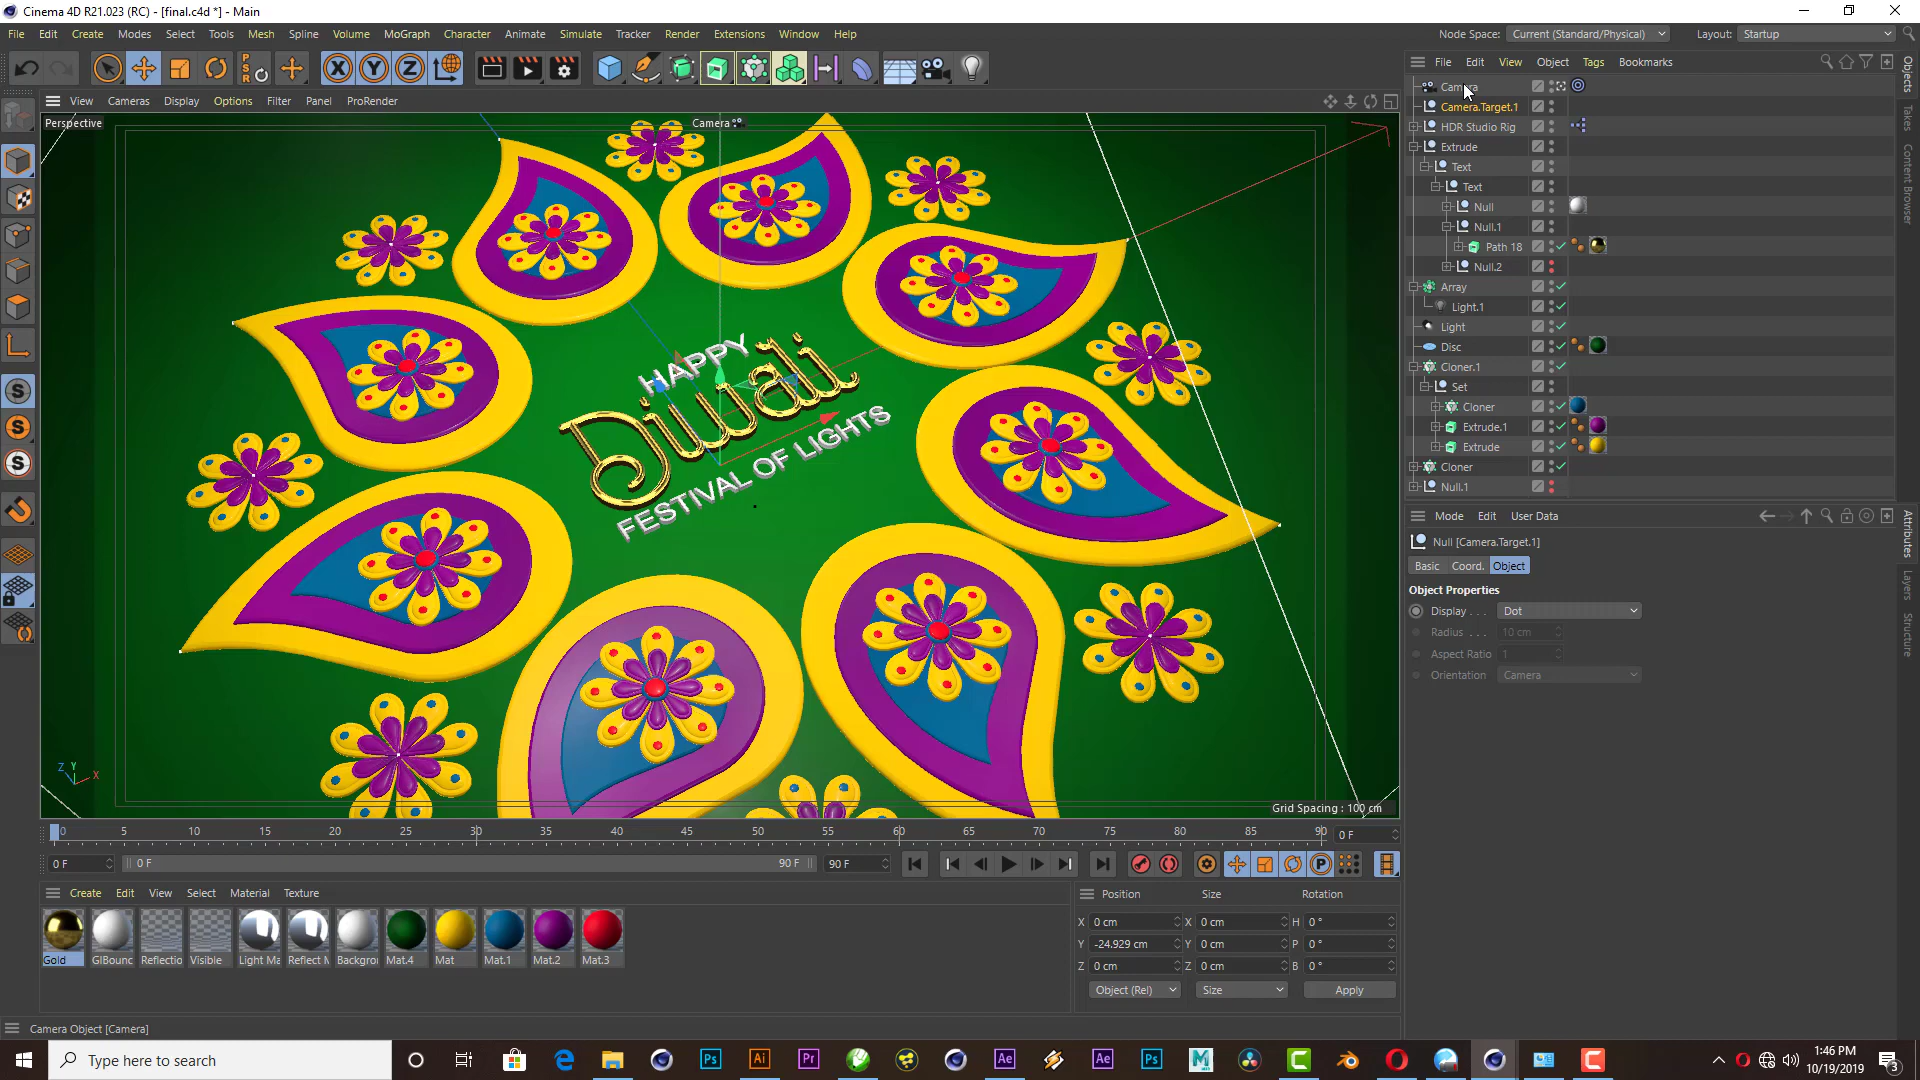 Cinema 4D R21.023 (RC) - [final.c4d *] - Main
File Edit Create Modes Select Tools Mesh Spline Volume MoGraph Character Animate Simulate Tracker Render Extensions Window Help
Node Space: Current (Standard/Physical) Layout: Startup
View Cameras Display Options Filter Panel ProRender
File Edit View Object Tags Bookmarks
Perspective
Camera
HAPPY
Diwali
FESTIVAL OF LIGHTS
Z Y X
Grid Spacing : 100 cm
Camera
Camera.Target.1
HDR Studio Rig
Extrude
Text
Text
Null
Null.1
Path 18
Null.2
Array
Light.1
Light
Disc
Cloner.1
Set
Cloner
Extrude.1
Extrude
Cloner
Null.1
Objects
Takes
Content Browser
Mode Edit User Data
Null [Camera.Target.1]
Basic Coord. Object
Object Properties
Display . . . Dot
Radius . . . 10 cm
Aspect Ratio 1
Orientation Camera
Attributes
Layers
Structure
0 5 10 15 20 25 30 35 40 45 50 55 60 65 70 75 80 85 90 0 F
0 F 0 F 90 F 90 F
Create Edit View Select Material Texture
Gold GIBounc Reflectio Visible Light Ma Reflect M Backgro Mat.4 Mat Mat.1 Mat.2 Mat.3
Position Size Rotation
X 0 cm X 0 cm H 0 °
Y -24.929 cm Y 0 cm P 0 °
Z 0 cm Z 0 cm B 0 °
Object (Rel) Size Apply
Camera Object [Camera]
Type here to search
1:46 PM
10/19/2019
3